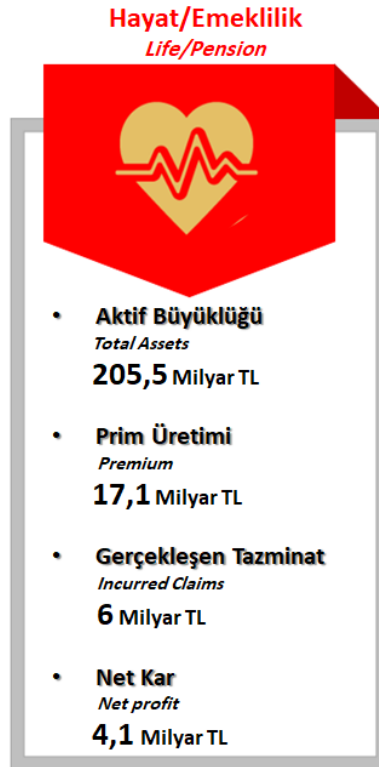 Hayat/Emeklilik
Life/Pension
• Aktif Büyüklüğü
Total Assets
205,5 Milyar TL
• Prim Üretimi
Premium
17,1 Milyar TL
• Gerçekleşen Tazminat
Incurred Claims
6 Milyar TL
• Net Kar
Net profit
4,1 Milyar TL